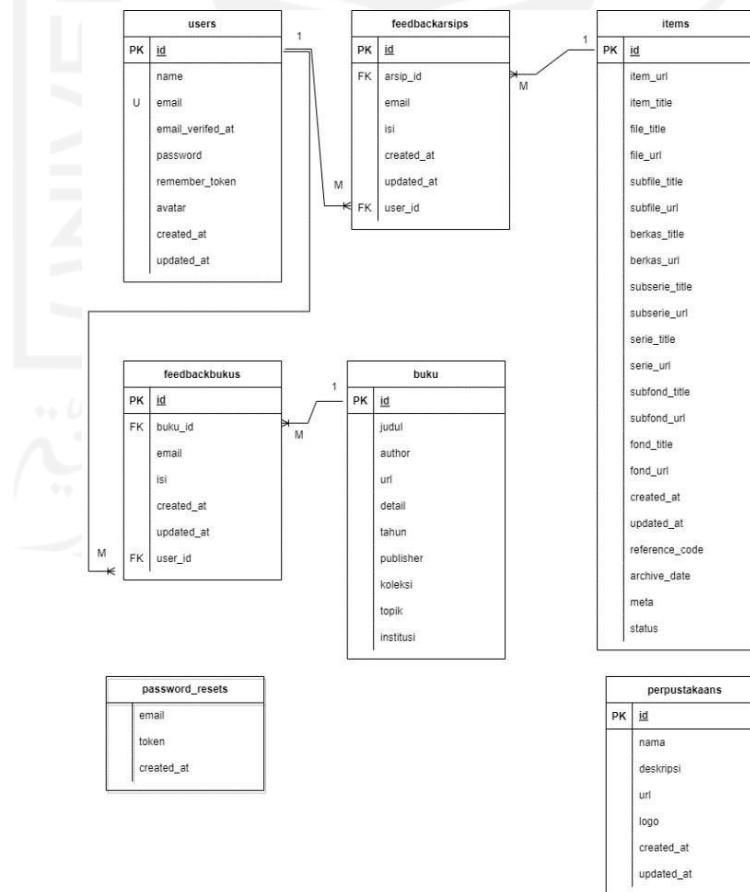 users
PK id
name
U email
email_verifed_at
password
remember_token
avatar
created_at
updated_at
1
M
feedbackarsips
PK id
FK arsip_id
email
isi
created_at
updated_at
FK user_id
M
1
items
PK id
item_url
item_title
file_title
file_url
subfile_title
subfile_url
berkas_title
berkas_url
subserie_title
subserie_url
serie_title
serie_url
subfond_title
subfond_url
fond_title
fond_url
created_at
updated_at
reference_code
archive_date
meta
status
feedbackbukus
PK id
FK buku_id
email
isi
created_at
updated_at
FK user_id
M
M
1
buku
PK id
judul
author
url
detail
tahun
publisher
koleksi
topik
institusi
password_resets
email
token
created_at
perpustakaans
PK id
nama
deskripsi
url
logo
created_at
updated_at